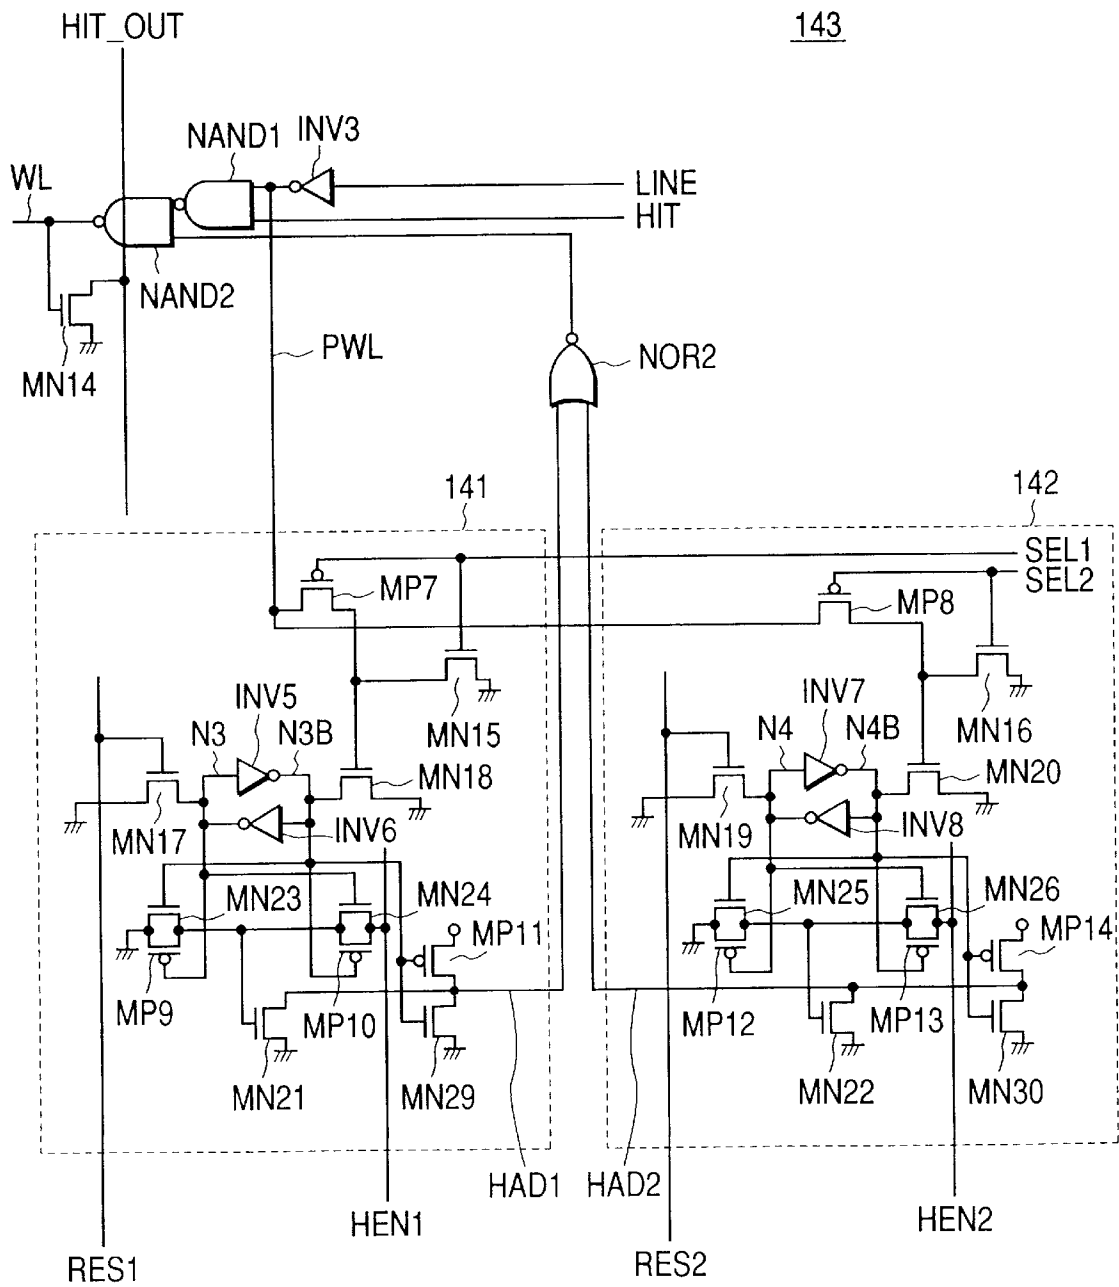 HIT_OUT
143
NAND1
INV3
WL
LINE
HIT
NAND2
PWL
NOR2
MN14
141
142
SEL1
SEL2
MP7
MP8
INV5
INV7
N3
N3B
MN15
N4
N4B
MN16
MN18
MN20
MN17
INV6
MN19
INV8
MN23
MN24
MN25
MN26
MP11
MP14
MP9
MP10
MP12
MP13
MN21
MN29
MN22
MN30
HAD1
HAD2
HEN1
HEN2
RES1
RES2